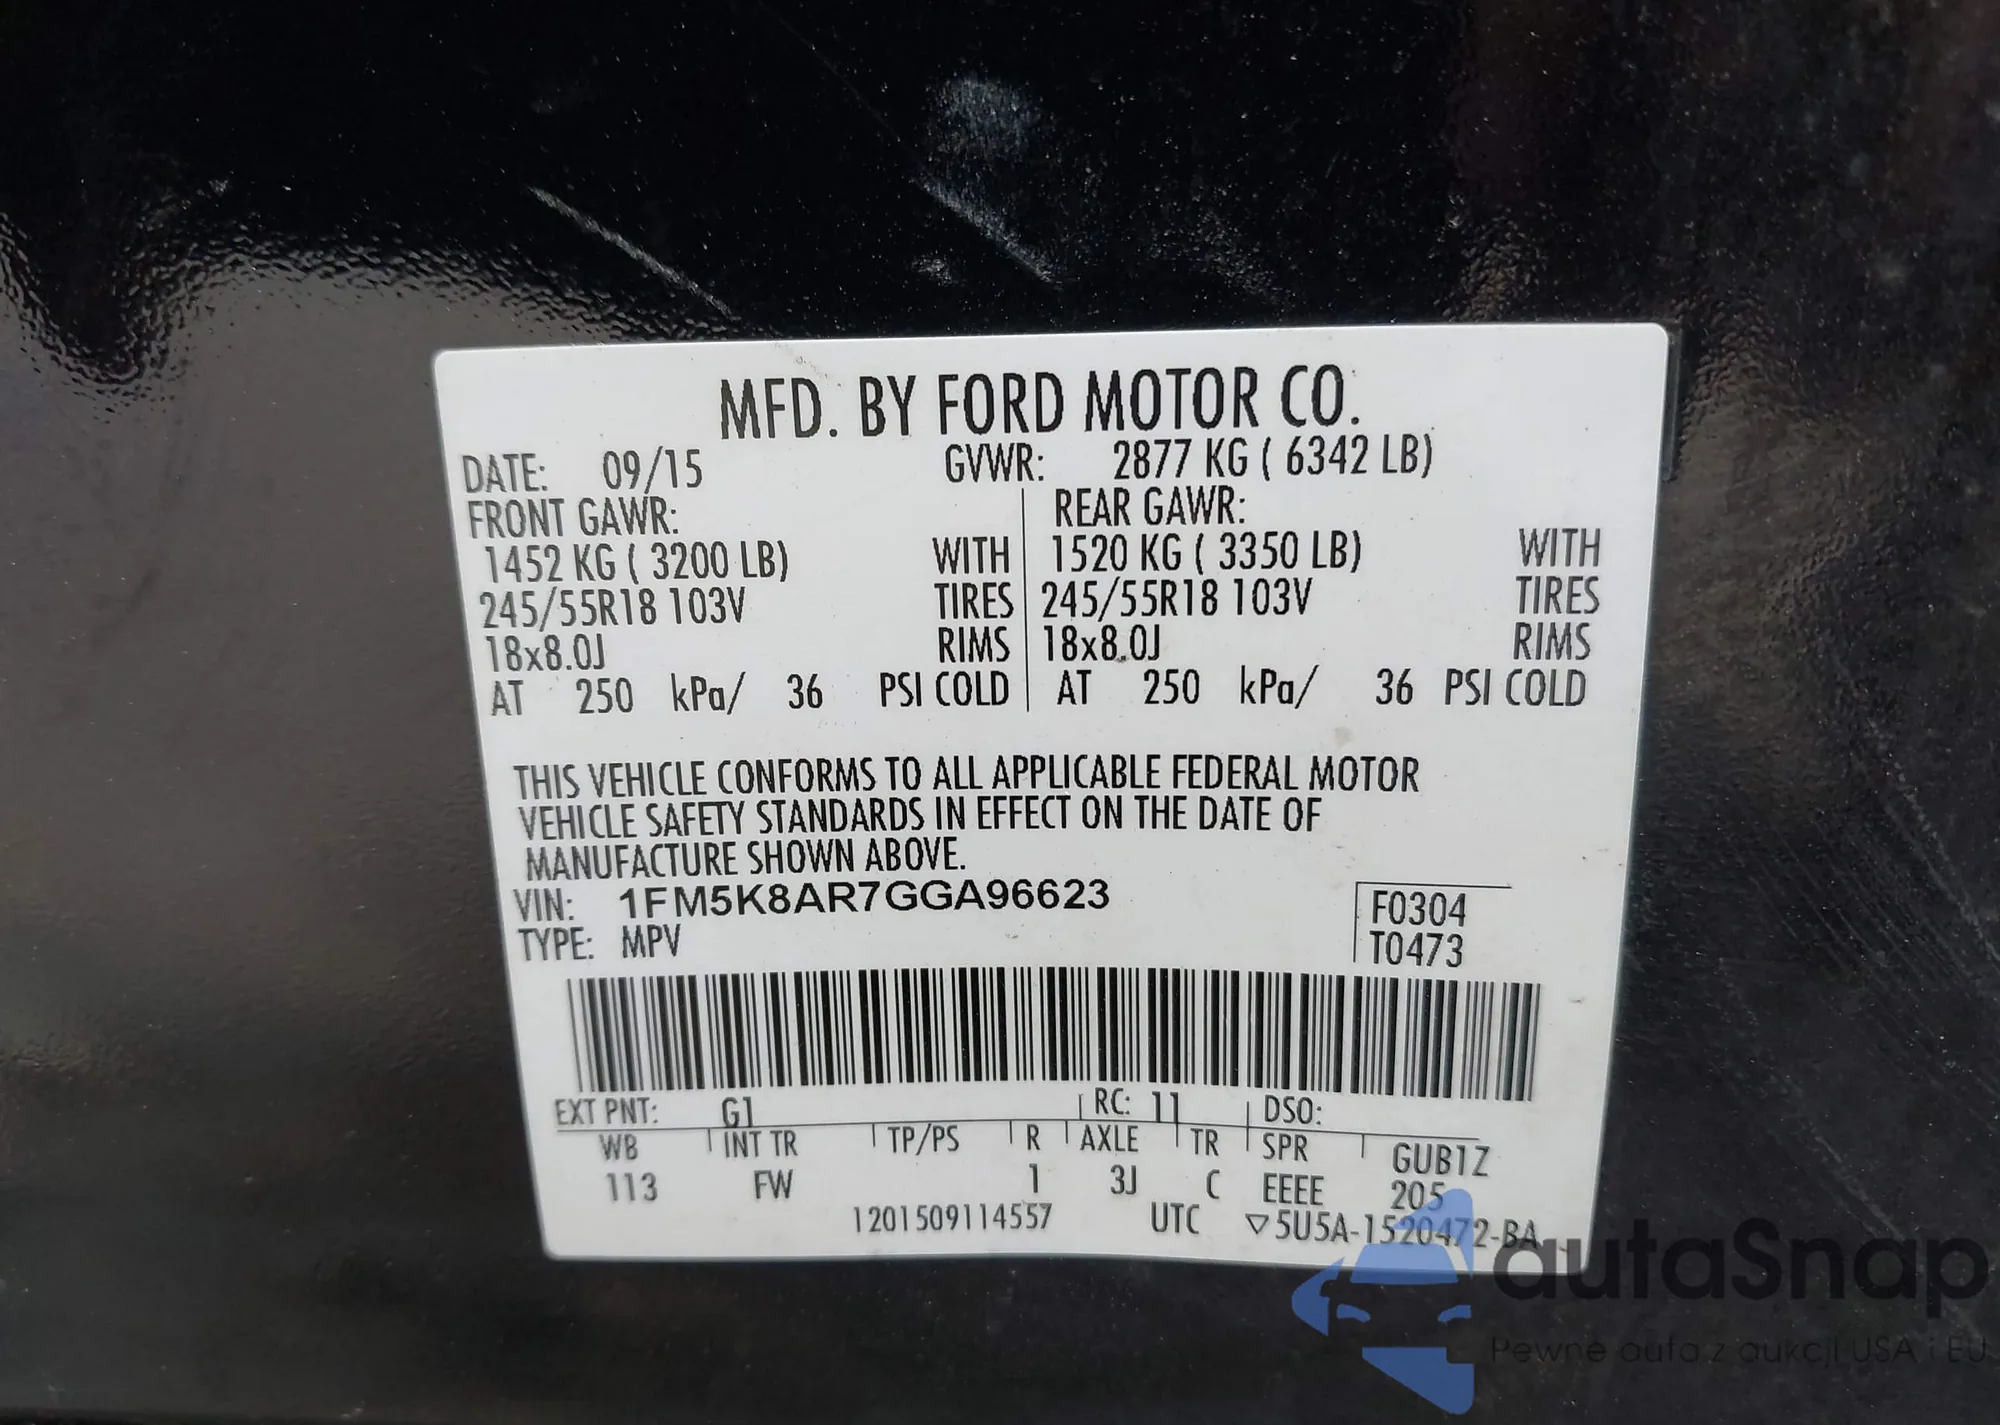 MFD. BY FORD MOTOR CO.
DATE: 09/15 GVWR: 2877 KG ( 6342 LB)
FRONT GAWR: REAR GAWR:
1452 KG ( 3200 LB) WITH 1520 KG ( 3350 LB) WITH
245/55R18 103V TIRES 245/55R18 103V TIRES
18x8.0J RIMS 18x8.0J RIMS
AT 250 kPa/ 36 PSI COLD AT 250 kPa/ 36 PSI COLD
THIS VEHICLE CONFORMS TO ALL APPLICABLE FEDERAL MOTOR
VEHICLE SAFETY STANDARDS IN EFFECT ON THE DATE OF
MANUFACTURE SHOWN ABOVE.
VIN: 1FM5K8AR7GGA96623 F0304
TYPE: MPV T0473
EXT PNT: G1 RC: 11 DSO:
WB INT TR TP/PS R AXLE TR SPR GUB1Z
113 FW 1 3J C EEEE 205
1201509114557 UTC ▽5U5A-1520472-BA
autaSnap
Pewne auta z aukcji USA i EU